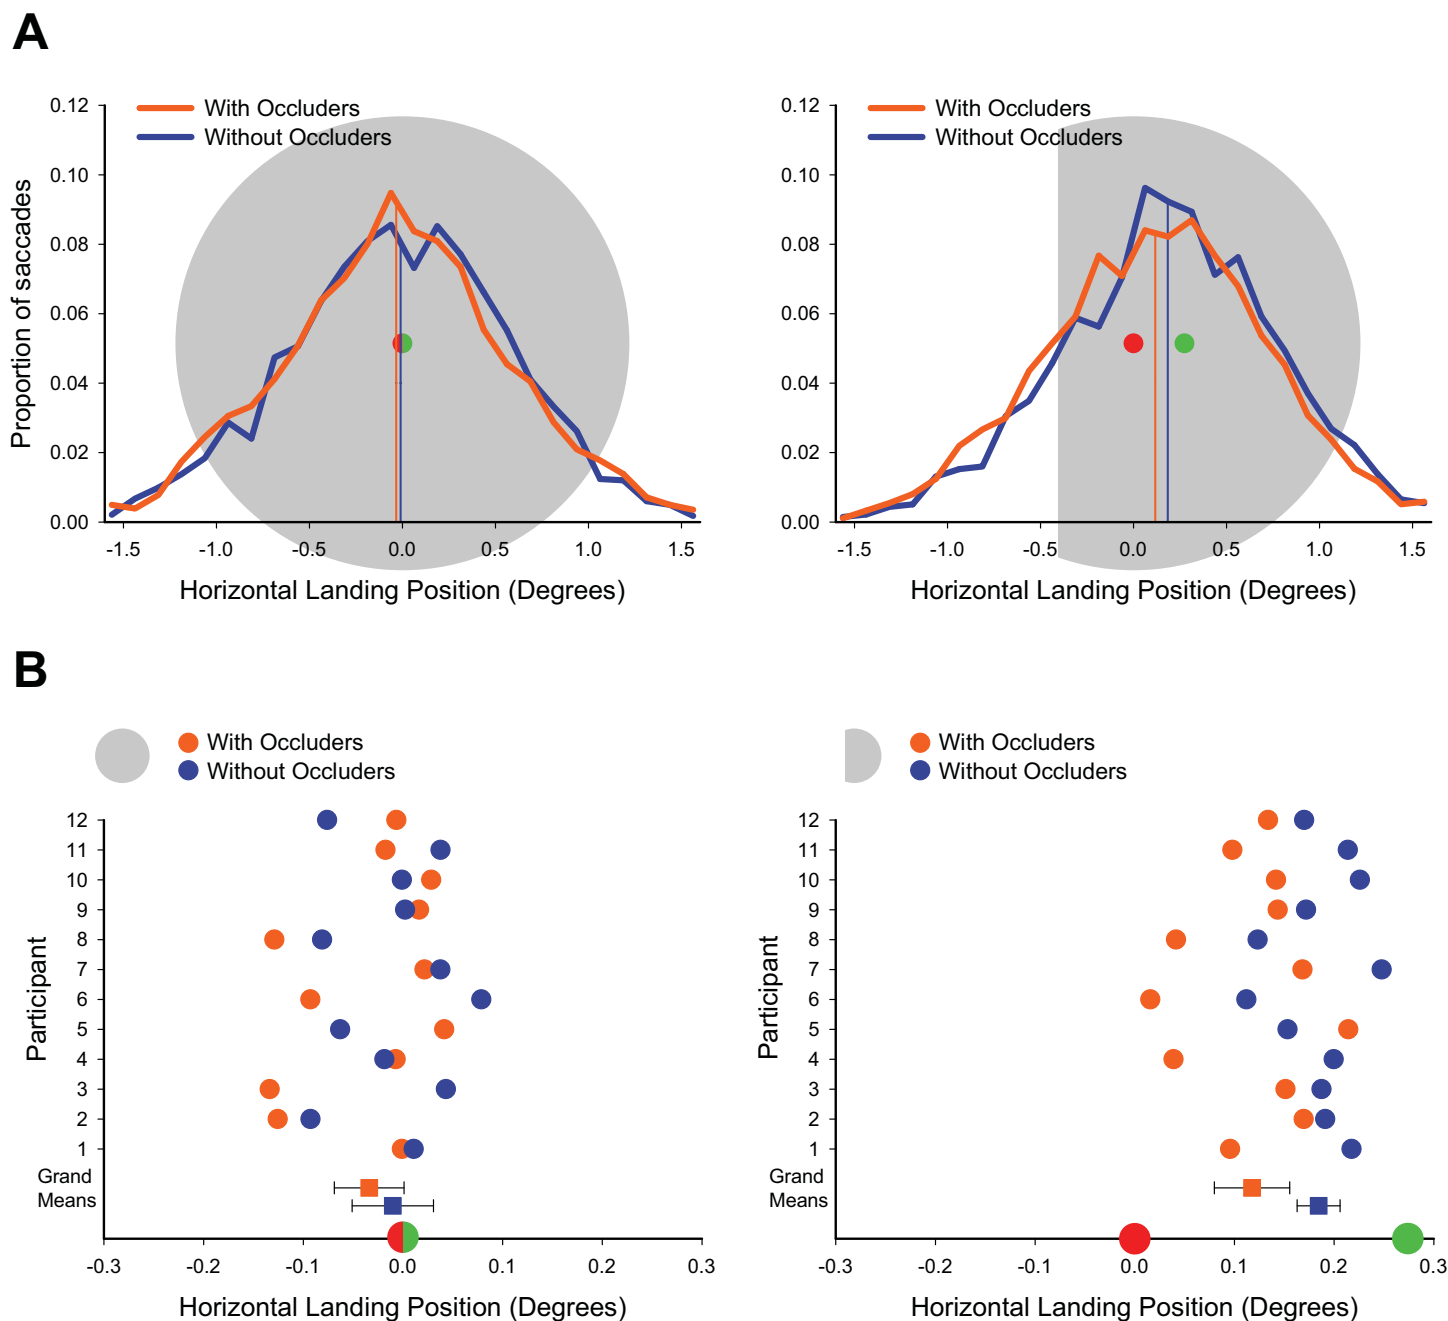 A
With Occluders
Without Occluders
Proportion of saccades
0.12
0.10
0.08
0.06
0.04
0.02
0.00
-1.5 -1.0 -0.5 0.0 0.5 1.0 1.5
Horizontal Landing Position (Degrees)
With Occluders
Without Occluders
0.12
0.10
0.08
0.06
0.04
0.02
0.00
-1.5 -1.0 -0.5 0.0 0.5 1.0 1.5
Horizontal Landing Position (Degrees)
B
With Occluders
Without Occluders
Participant
12
11
10
9
8
7
6
5
4
3
2
1
Grand
Means
-0.3 -0.2 -0.1 0.0 0.1 0.2 0.3
Horizontal Landing Position (Degrees)
With Occluders
Without Occluders
Participant
12
11
10
9
8
7
6
5
4
3
2
1
Grand
Means
-0.3 -0.2 -0.1 0.0 0.1 0.2 0.3
Horizontal Landing Position (Degrees)